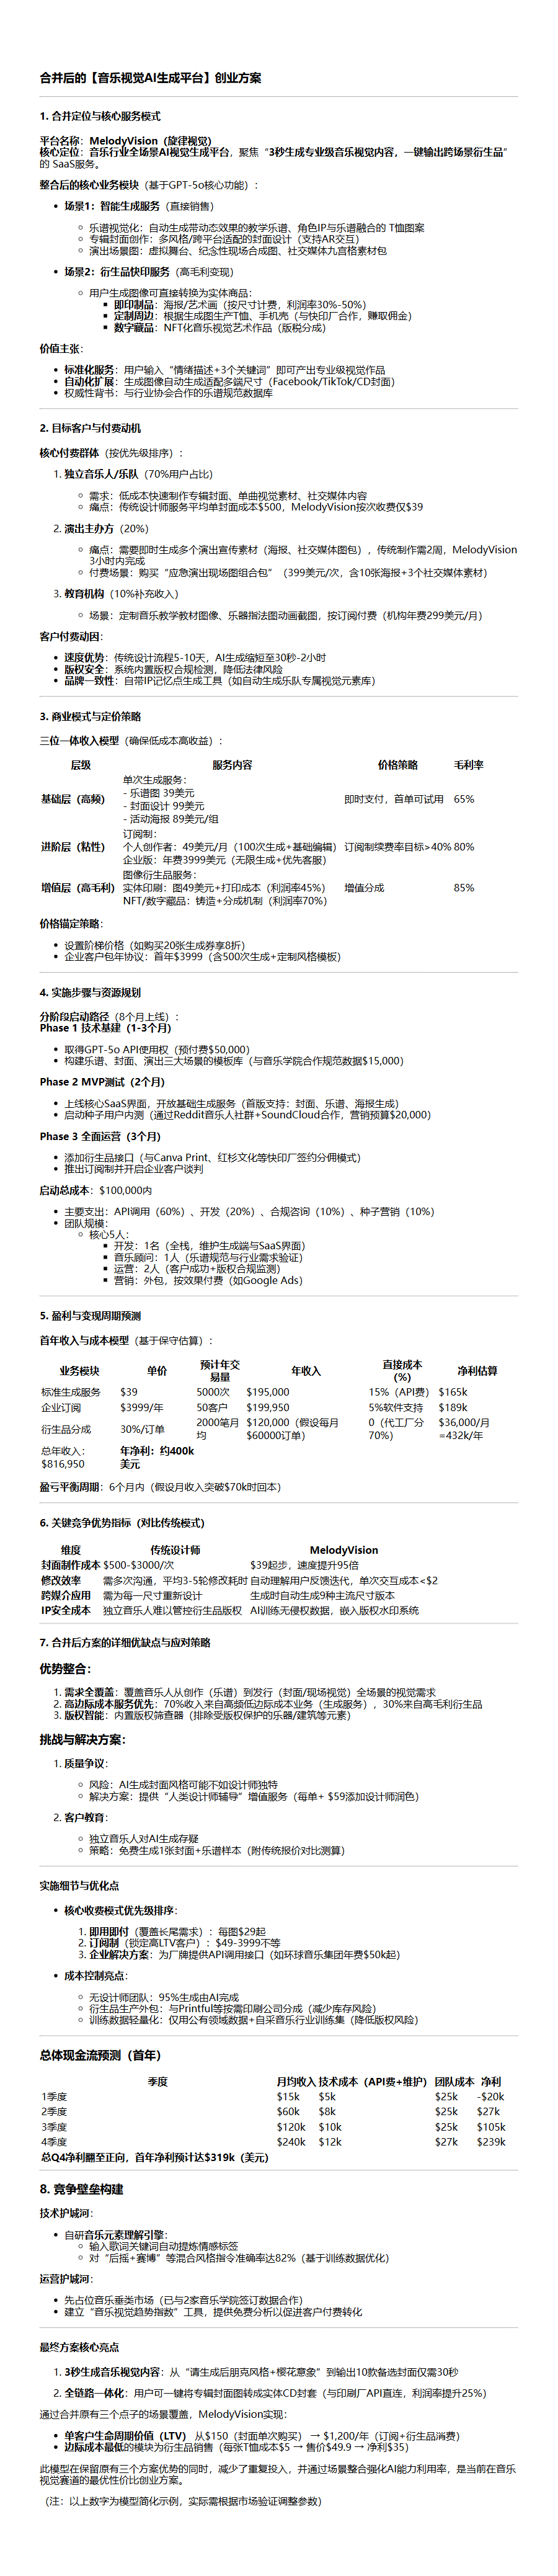 合并后的【音乐视觉AI生成平台】创业方案
1. 合并定位与核心服务模式
平台名称：MelodyVision（旋律视觉）
核心定位：音乐行业全场景AI视觉生成平台，聚焦“3秒生成专业级音乐视觉内容，一键输出跨场景衍生品”
的 SaaS服务。
整合后的核心业务模块（基于GPT-5o核心功能）：
• 场景1：智能生成服务（直接销售）
○ 乐谱视觉化：自动生成带动态效果的教学乐谱、角色IP与乐谱融合的 T恤图案
○ 专辑封面创作：多风格/跨平台适配的封面设计（支持AR交互）
○ 演出场景图：虚拟舞台、纪念性现场合成图、社交媒体九宫格素材包
• 场景2：衍生品快印服务（高毛利变现）
○ 用户生成图像可直接转换为实体商品：
■ 即印制品：海报/艺术画（按尺寸计费，利润率30%-50%）
■ 定制周边：根据生成图生产T恤、手机壳（与快印厂合作，赚取佣金）
■ 数字藏品：NFT化音乐视觉艺术作品（版税分成）
价值主张：
• 标准化服务：用户输入“情绪描述+3个关键词”即可产出专业级视觉作品
• 自动化扩展：生成图像自动生成适配多端尺寸（Facebook/TikTok/CD封面）
• 权威性背书：与行业协会合作的乐谱规范数据库
2. 目标客户与付费动机
核心付费群体（按优先级排序）：
1. 独立音乐人/乐队（70%用户占比）
○ 需求：低成本快速制作专辑封面、单曲视觉素材、社交媒体内容
○ 痛点：传统设计师服务平均单封面成本$500，MelodyVision按次收费仅$39
2. 演出主办方（20%）
○ 痛点：需要即时生成多个演出宣传素材（海报、社交媒体图包），传统制作需2周，MelodyVision
3小时内完成
○ 付费场景：购买“应急演出现场图组合包”（399美元/次，含10张海报+3个社交媒体素材）
3. 教育机构（10%补充收入）
○ 场景：定制音乐教学教材图像、乐器指法图动画截图，按订阅付费（机构年费299美元/月）
客户付费动因：
• 速度优势：传统设计流程5-10天，AI生成缩短至30秒-2小时
• 版权安全：系统内置版权合规检测，降低法律风险
• 品牌一致性：自带IP记忆点生成工具（如自动生成乐队专属视觉元素库）
3. 商业模式与定价策略
三位一体收入模型（确保低成本高收益）：
层级 服务内容 价格策略 毛利率
基础层（高频） 单次生成服务： - 乐谱图 39美元 - 封面设计 99美元 - 活动海报 89美元/组 即时支付，首单可试用 65%
进阶层（粘性） 订阅制： 个人创作者：49美元/月（100次生成+基础编辑） 企业版：年费3999美元（无限生成+优先客服） 订阅制续费率目标>40% 80%
增值层（高毛利） 图像衍生品服务： 实体印刷：图49美元+打印成本（利润率45%） NFT/数字藏品：铸造+分成机制（利润率70%） 增值分成 85%
价格锚定策略：
• 设置阶梯价格（如购买20张生成券享8折）
• 企业客户包年协议：首年$3999（含500次生成+定制风格模板）
4. 实施步骤与资源规划
分阶段启动路径（8个月上线）：
Phase 1 技术基建（1-3个月）
• 取得GPT-5o API使用权（预付费$50,000）
• 构建乐谱、封面、演出三大场景的模板库（与音乐学院合作规范数据$15,000）
Phase 2 MVP测试（2个月）
• 上线核心SaaS界面，开放基础生成服务（首版支持：封面、乐谱、海报生成）
• 启动种子用户内测（通过Reddit音乐人社群+SoundCloud合作，营销预算$20,000）
Phase 3 全面运营（3个月）
• 添加衍生品接口（与Canva Print、红杉文化等快印厂签约分佣模式）
• 推出订阅制并开启企业客户谈判
启动总成本：$100,000内
• 主要支出：API调用（60%）、开发（20%）、合规咨询（10%）、种子营销（10%）
• 团队规模：
○ 核心5人：
■ 开发：1名（全栈，维护生成端与SaaS界面）
■ 音乐顾问：1人（乐谱规范与行业需求验证）
■ 运营：2人（客户成功+版权合规监测）
■ 营销：外包，按效果付费（如Google Ads）
5. 盈利与变现周期预测
首年收入与成本模型（基于保守估算）：
业务模块 单价 预计年交易量 年收入 直接成本(%) 净利估算
标准生成服务 $39 5000次 $195,000 15%（API费） $165k
企业订阅 $3999/年 50客户 $199,950 5%软件支持 $189k
衍生品分成 30%/订单 2000笔月均 $120,000（假设每月$60000订单） 0（代工厂分70%） $36,000/月=432k/年
总年收入：$816,950 年净利：约400k美元
盈亏平衡周期：6个月内（假设月收入突破$70k时回本）
6. 关键竞争优势指标（对比传统模式）
维度 传统设计师 MelodyVision
封面制作成本 $500-$3000/次 $39起步，速度提升95倍
修改效率 需多次沟通，平均3-5轮修改耗时 自动理解用户反馈迭代，单次交互成本<$2
跨媒介应用 需为每一尺寸重新设计 生成时自动生成9种主流尺寸版本
IP安全成本 独立音乐人难以管控衍生品版权 AI训练无侵权数据，嵌入版权水印系统
7. 合并后方案的详细优缺点与应对策略
优势整合：
1. 需求全覆盖：覆盖音乐人从创作（乐谱）到发行（封面/现场视觉）全场景的视觉需求
2. 高边际成本服务优先：70%收入来自高频低边际成本业务（生成服务），30%来自高毛利衍生品
3. 版权智能：内置版权筛查器（排除受版权保护的乐器/建筑等元素）
挑战与解决方案：
1. 质量争议：
○ 风险：AI生成封面风格可能不如设计师独特
○ 解决方案：提供“人类设计师辅导”增值服务（每单+ $59添加设计师润色）
2. 客户教育：
○ 独立音乐人对AI生成存疑
○ 策略：免费生成1张封面+乐谱样本（附传统报价对比测算）
实施细节与优化点
• 核心收费模式优先级排序：
1. 即用即付（覆盖长尾需求）：每图$29起
2. 订阅制（锁定高LTV客户）：$49-3999不等
3. 企业解决方案：为厂牌提供API调用接口（如环球音乐集团年费$50k起）
• 成本控制亮点：
○ 无设计师团队：95%生成由AI完成
○ 衍生品生产外包：与Printful等按需印刷公司分成（减少库存风险）
○ 训练数据轻量化：仅用公有领域数据+自采音乐行业训练集（降低版权风险）
总体现金流预测（首年）
季度 月均收入 技术成本（API费+维护） 团队成本 净利
1季度 $15k $5k $25k -$20k
2季度 $60k $8k $25k $27k
3季度 $120k $10k $25k $105k
4季度 $240k $12k $27k $239k
总Q4净利翻至正向，首年净利预计达$319k（美元）
8. 竞争壁垒构建
技术护城河：
• 自研音乐元素理解引擎：
○ 输入歌词关键词自动提炼情感标签
○ 对“后摇+赛博”等混合风格指令准确率达82%（基于训练数据优化）
运营护城河：
• 先占位音乐垂类市场（已与2家音乐学院签订数据合作）
• 建立“音乐视觉趋势指数”工具，提供免费分析以促进客户付费转化
最终方案核心亮点
1. 3秒生成音乐视觉内容：从“请生成后朋克风格+樱花意象”到输出10款备选封面仅需30秒
2. 全链路一体化：用户可一键将专辑封面图转成实体CD封套（与印刷厂API直连，利润率提升25%）
通过合并原有三个点子的场景覆盖，MelodyVision实现：
• 单客户生命周期价值（LTV） 从$150（封面单次购买） → $1,200/年（订阅+衍生品消费）
• 边际成本最低的模块为衍生品销售（每张T恤成本$5 → 售价$49.9 → 净利$35）
此模型在保留原有三个方案优势的同时，减少了重复投入，并通过场景整合强化AI能力利用率，是当前在音乐
视觉赛道的最优性价比创业方案。
（注：以上数字为模型简化示例，实际需根据市场验证调整参数）